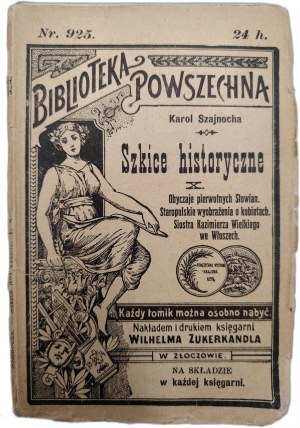 Nr. 925. 24 h.
BIBLIOTEKA POWSZECHNA
Karol Szajnocha
Szkice historyczne
X.
Obyczaje pierwotnych Słowian.
Staropolskie wyobrażenia o kobietach.
Siostra Kazimierza Wielkiego
we Włoszech.
Każdy tomik można osobno nabyć.
Nakładem i drukiem księgarni
WILHELMA ZUKERKANDLA
W ZŁOCZOWIE
NA SKŁADZIE
w każdej księgarni.